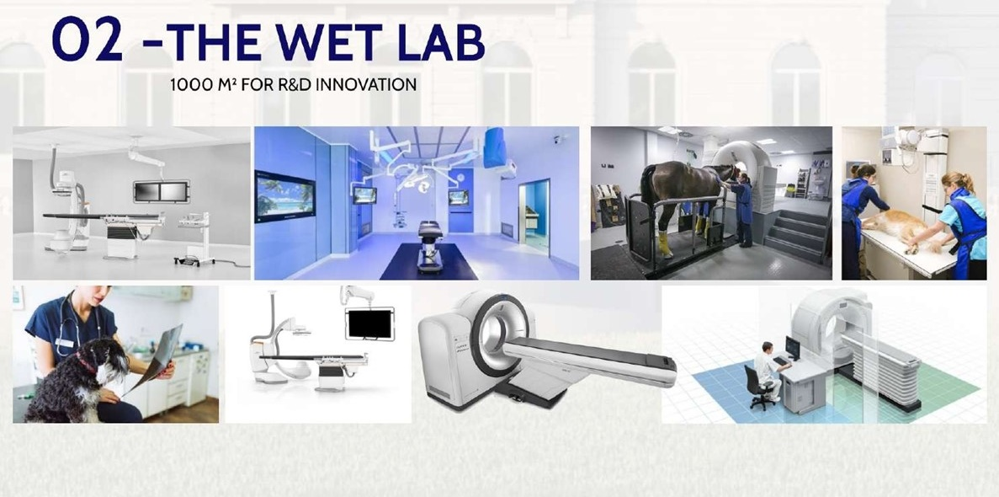 02 -THE WET LAB
1000 M² FOR R&D INNOVATION